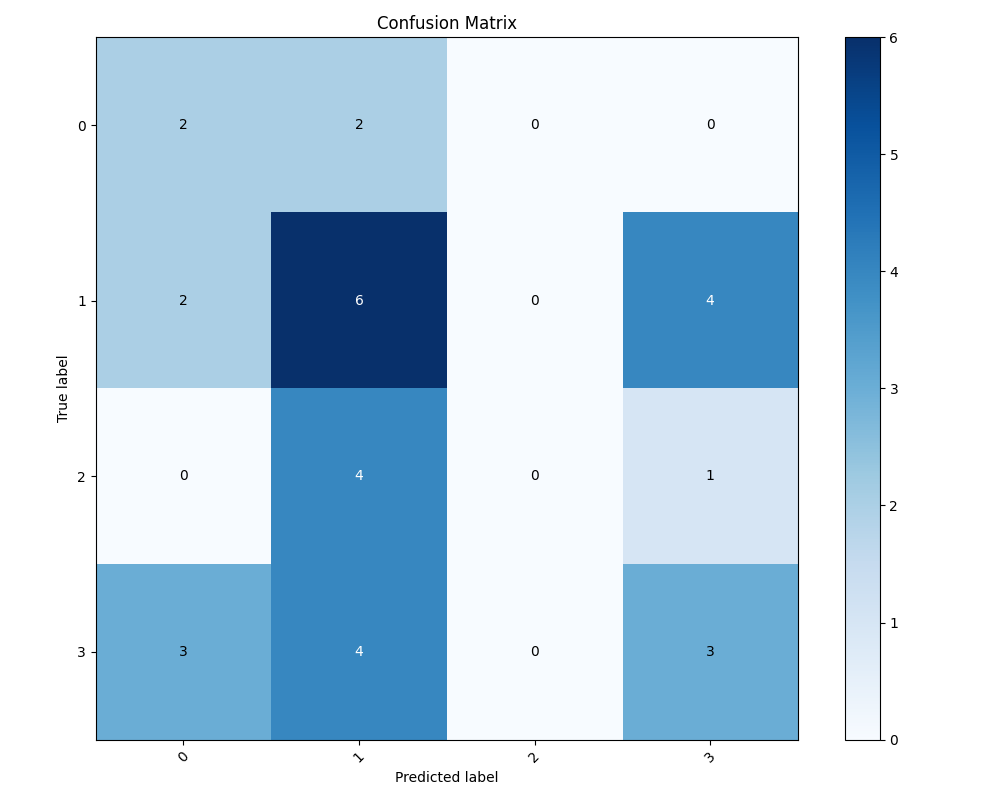 Confusion Matrix
0 2 2 0 0
1 2 6 0 4
2 0 4 0 1
3 3 4 0 3
0 1 2 3
True label
Predicted label
6
5
4
3
2
1
0